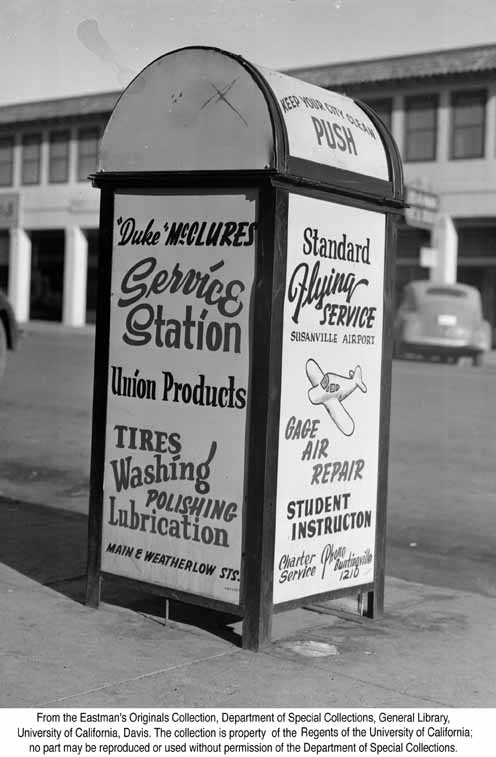 KEEP YOUR CITY CLEAN
PUSH
"Duke" McCLURES
Service
Station
Union Products
TIRES
Washing
POLISHING
Lubrication
MAIN & WEATHERLOW STS.
Standard
Flying
SERVICE
SUSANVILLE AIRPORT
GAGE
AIR
REPAIR
STUDENT
INSTRUCTON
Charter
Service
Phone
Buntingville
1210
From the Eastman's Originals Collection, Department of Special Collections, General Library,
University of California, Davis. The collection is property of the Regents of the University of California;
no part may be reproduced or used without permission of the Department of Special Collections.